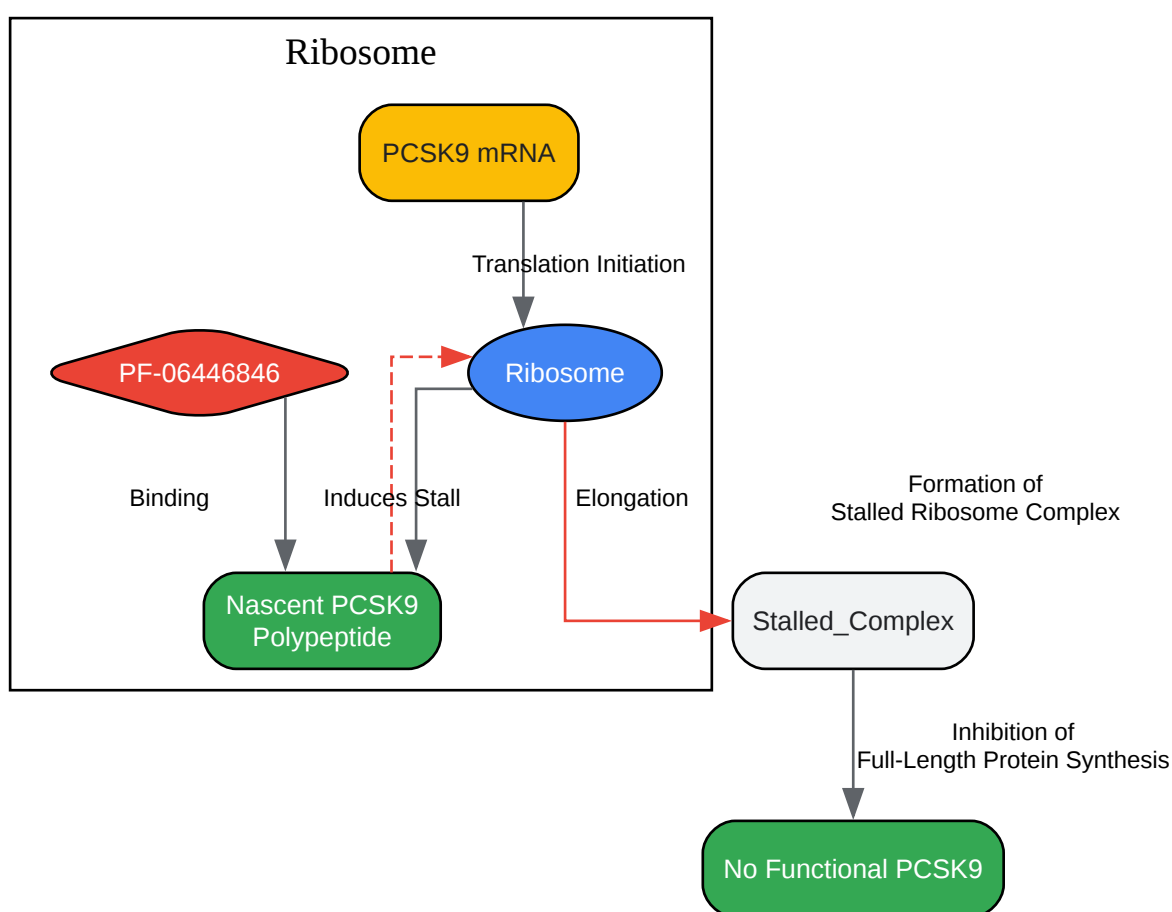 Ribosome
PCSK9 mRNA
Translation Initiation
PF-06446846
Ribosome
Binding
Induces Stall
Elongation
Formation of
Stalled Ribosome Complex
Nascent PCSK9
Polypeptide
Stalled_Complex
Inhibition of
Full-Length Protein Synthesis
No Functional PCSK9